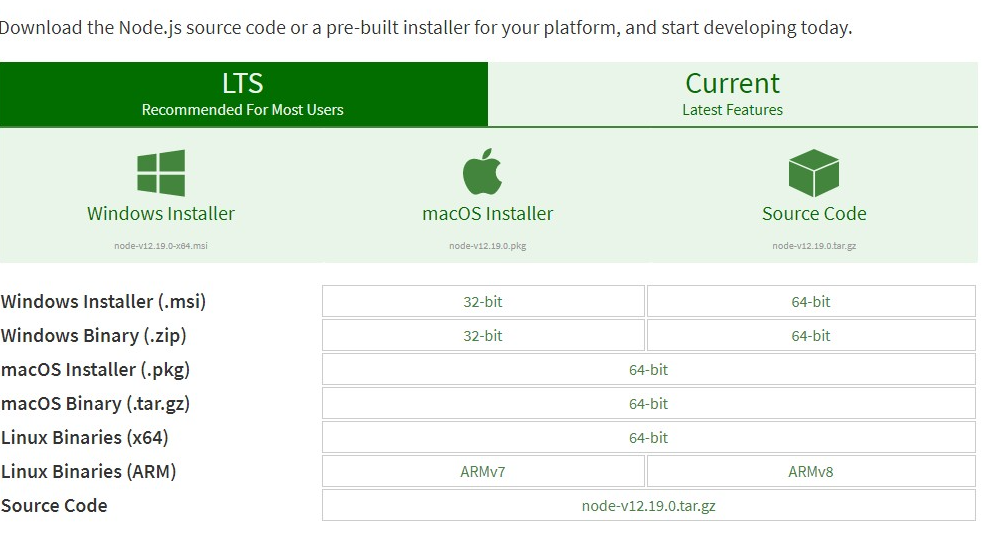 Download the Node.js source code or a pre-built installer for your platform, and start developing today.
LTS
Recommended For Most Users
Current
Latest Features
Windows Installer
node-v12.19.0-x64.msi
macOS Installer
node-v12.19.0.pkg
Source Code
node-v12.19.0.tar.gz
Windows Installer (.msi) 32-bit 64-bit
Windows Binary (.zip) 32-bit 64-bit
macOS Installer (.pkg) 64-bit
macOS Binary (.tar.gz) 64-bit
Linux Binaries (x64) 64-bit
Linux Binaries (ARM) ARMv7 ARMv8
Source Code node-v12.19.0.tar.gz